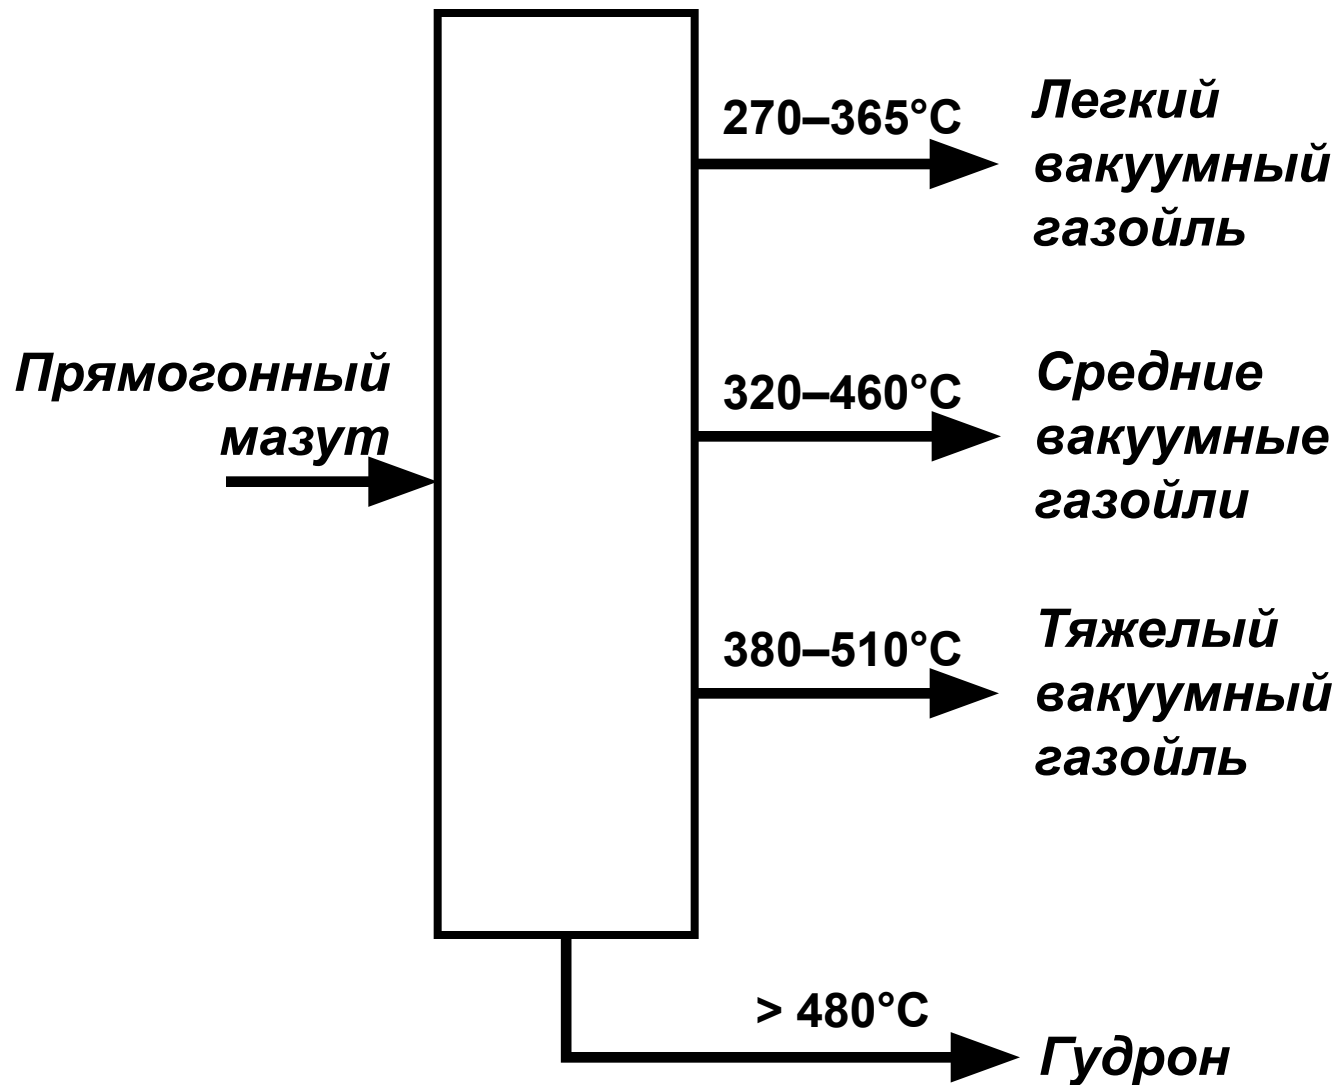 270–365°C
Легкий
вакуумный
газойль
Прямогонный
мазут
320–460°C
Средние
вакуумные
газойли
380–510°C
Тяжелый
вакуумный
газойль
> 480°C
Гудрон